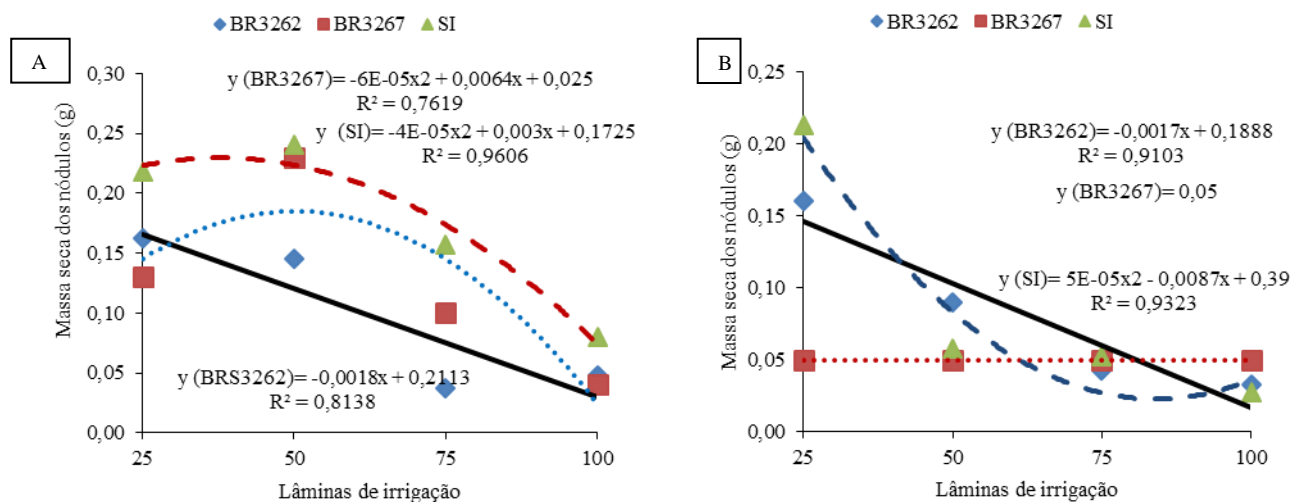 BR3262 BR3267 SI
A
y (BR3267)= -6E-05x2 + 0,0064x + 0,025
R² = 0,7619
y (SI)= -4E-05x2 + 0,003x + 0,1725
R² = 0,9606
y (BRS3262)= -0,0018x + 0,2113
R² = 0,8138
Massa seca dos nódulos (g)
0,30
0,25
0,20
0,15
0,10
0,05
0,00
25 50 75 100
Lâminas de irrigação
BR3262 BR3267 SI
B
y (BR3262)= -0,0017x + 0,1888
R² = 0,9103
y (BR3267)= 0,05
y (SI)= 5E-05x2 - 0,0087x + 0,39
R² = 0,9323
Massa seca dos nódulos (g)
0,25
0,20
0,15
0,10
0,05
0,00
25 50 75 100
Lâminas de irrigação